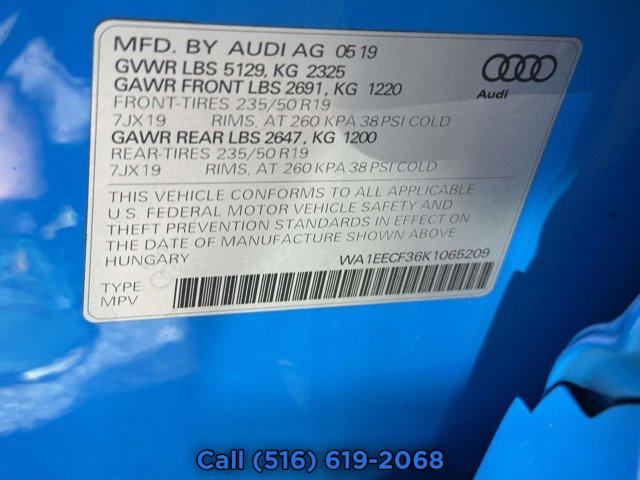 MFD. BY AUDI AG 05 19
GVWR LBS 5129, KG 2325
GAWR FRONT LBS 2691, KG 1220
FRONT-TIRES 235/50 R19
7JX19 RIMS, AT 260 KPA 38 PSI COLD
GAWR REAR LBS 2647, KG 1200
REAR-TIRES 235/50 R19
7JX19 RIMS, AT 260 KPA 38 PSI COLD
Audi
THIS VEHICLE CONFORMS TO ALL APPLICABLE
U.S. FEDERAL MOTOR VEHICLE SAFETY AND
THEFT PREVENTION STANDARDS IN EFFECT ON
THE DATE OF MANUFACTURE SHOWN ABOVE
HUNGARY WA1EECF36K1065209
TYPE:
MPV
Call (516) 619-2068